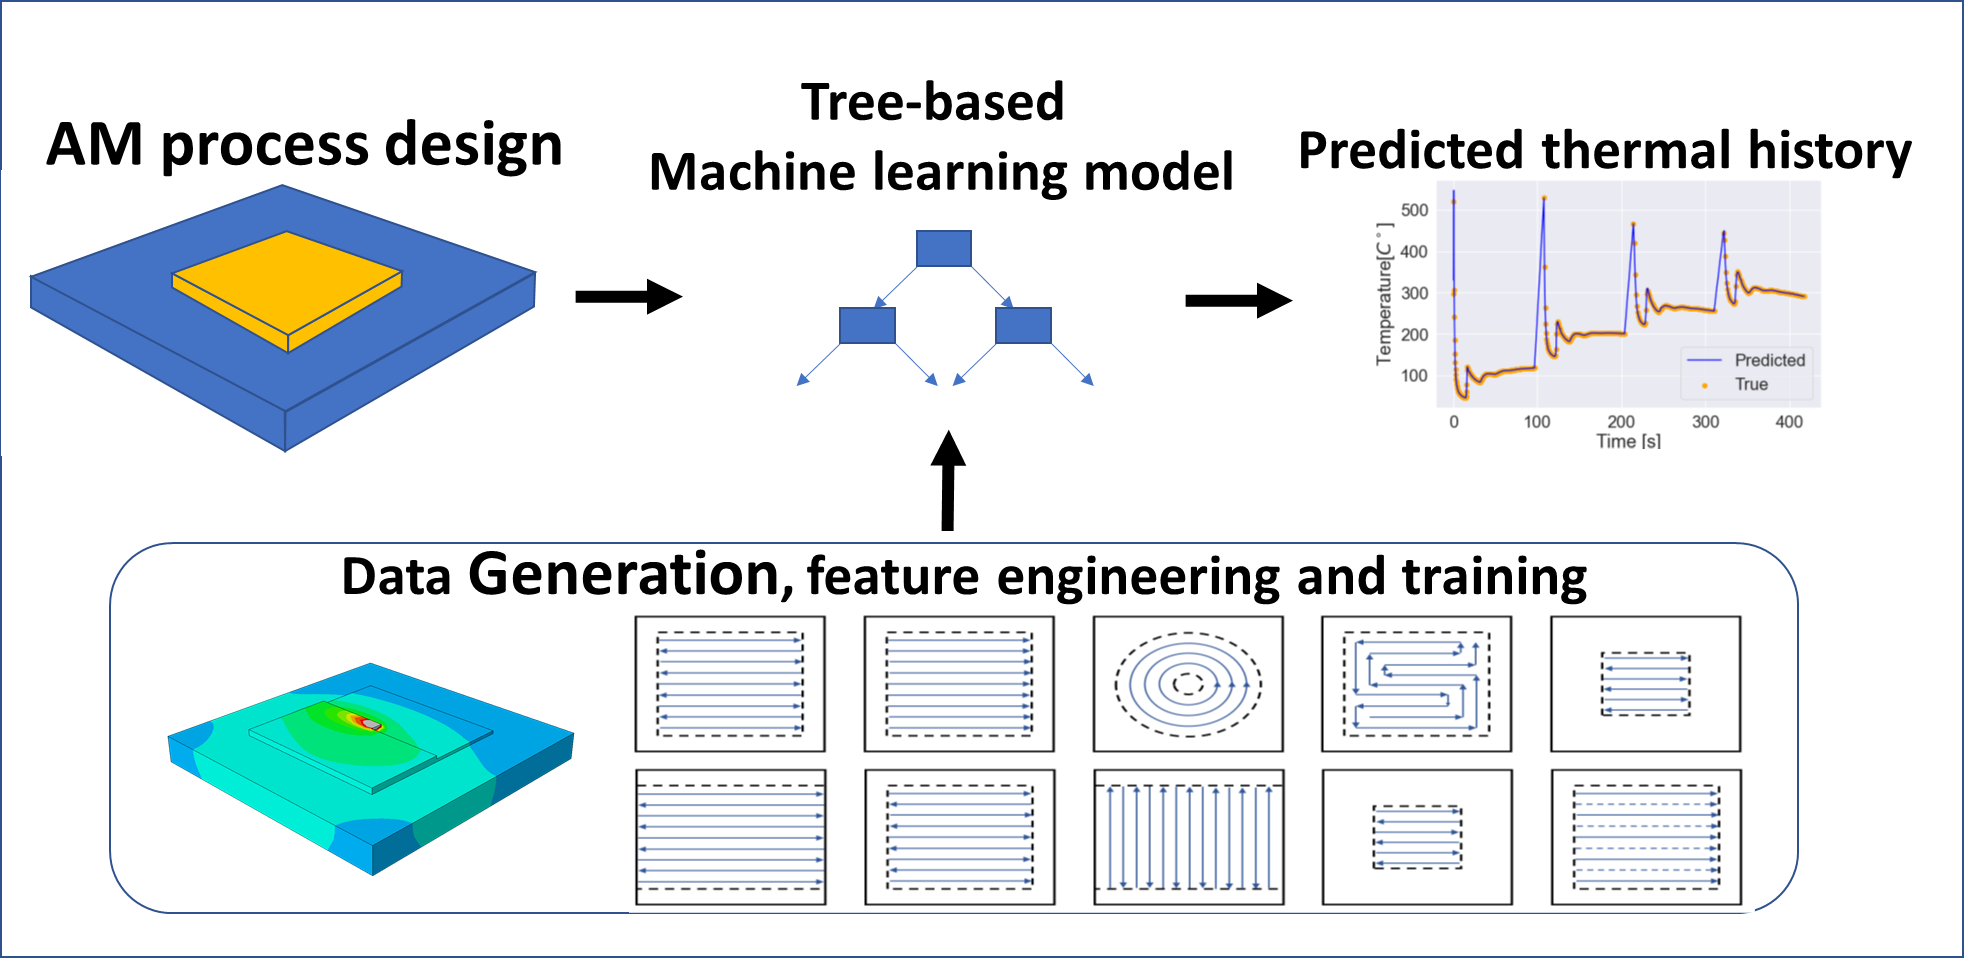 AM process design
Tree-based
Machine learning model
Predicted thermal history
Temperature[C°]
500
400
300
200
100
Predicted
True
0 100 200 300 400
Time [s]
Data Generation, feature engineering and training